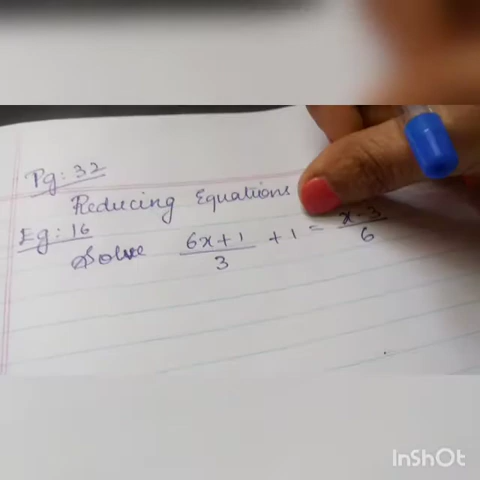 Pg: 32
Reducing Equations
Eg: 16
Solve (6x+1)/3 + 1 = (x-3)/6
InShOt